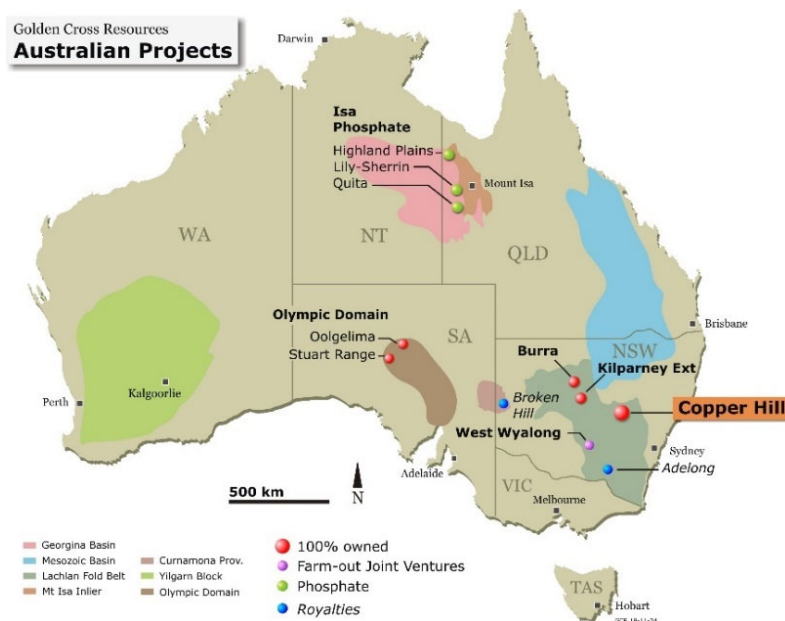 Golden Cross Resources
Australian Projects
Darwin
Isa
Phosphate
Highland Plains
Lily-Sherrin
Quita
Mount Isa
WA
NT
QLD
Olympic Domain
Oolgelima
Stuart Range
SA
Brisbane
NSW
Burra
Kilparney Ext
Kalgoorlie
Perth
Broken
Hill
Copper Hill
West Wyalong
Sydney
Adelong
Adelaide
500 km
N
VIC
Melbourne
Georgina Basin
Mesozoic Basin
Lachlan Fold Belt
Mt Isa Inlier
Curnamona Prov.
Yilgarn Block
Olympic Domain
100% owned
Farm-out Joint Ventures
Phosphate
Royalties
TAS
Hobart